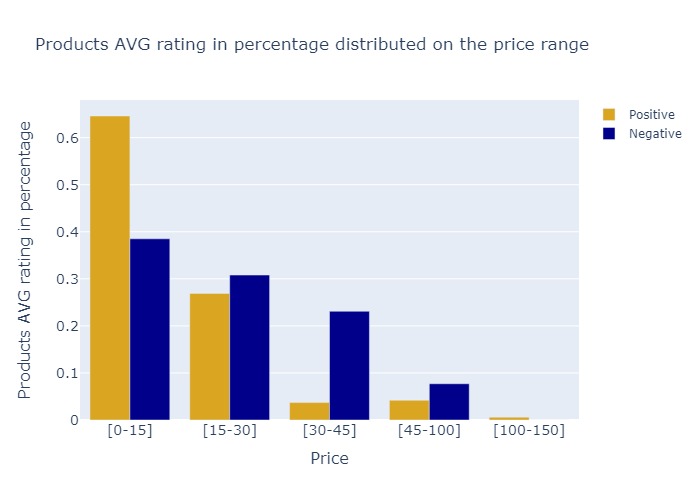 Products AVG rating in percentage distributed on the price range
Positive
Negative
Products AVG rating in percentage
0.6
0.5
0.4
0.3
0.2
0.1
0
[0-15] [15-30] [30-45] [45-100] [100-150]
Price